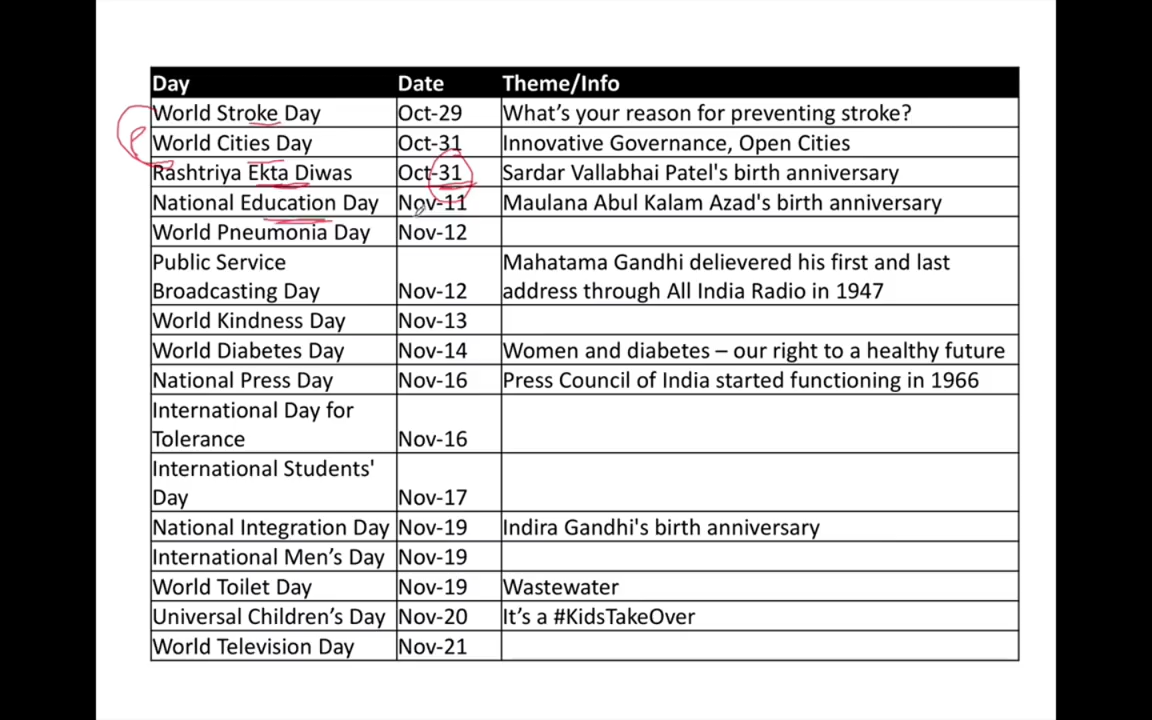 Day Date Theme/Info
World Stroke Day Oct-29 What's your reason for preventing stroke?
World Cities Day Oct-31 Innovative Governance, Open Cities
Rashtriya Ekta Diwas Oct-31 Sardar Vallabhai Patel's birth anniversary
National Education Day Nov-11 Maulana Abul Kalam Azad's birth anniversary
World Pneumonia Day Nov-12
Public Service Mahatama Gandhi delievered his first and last
Broadcasting Day Nov-12 address through All India Radio in 1947
World Kindness Day Nov-13
World Diabetes Day Nov-14 Women and diabetes – our right to a healthy future
National Press Day Nov-16 Press Council of India started functioning in 1966
International Day for
Tolerance Nov-16
International Students'
Day Nov-17
National Integration Day Nov-19 Indira Gandhi's birth anniversary
International Men’s Day Nov-19
World Toilet Day Nov-19 Wastewater
Universal Children’s Day Nov-20 It’s a #KidsTakeOver
World Television Day Nov-21